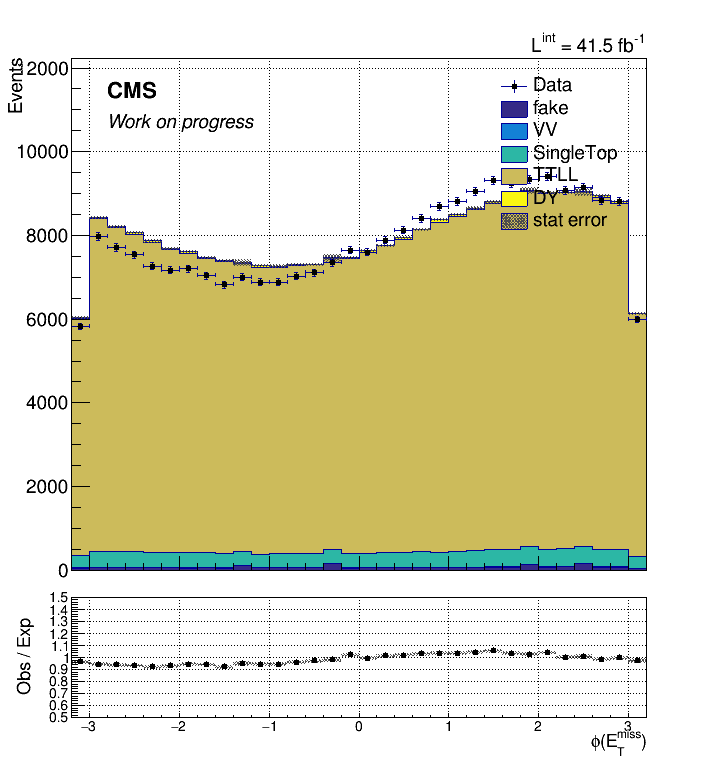 L^int = 41.5 fb^-1
Events
12000
10000
8000
6000
4000
2000
0
CMS
Work on progress
Data
fake
VV
SingleTop
TTLL
DY
stat error
Obs / Exp
1.5
1.4
1.3
1.2
1.1
1
0.9
0.8
0.7
0.6
0.5
−3 −2 −1 0 1 2 3
ϕ(E_T^miss)